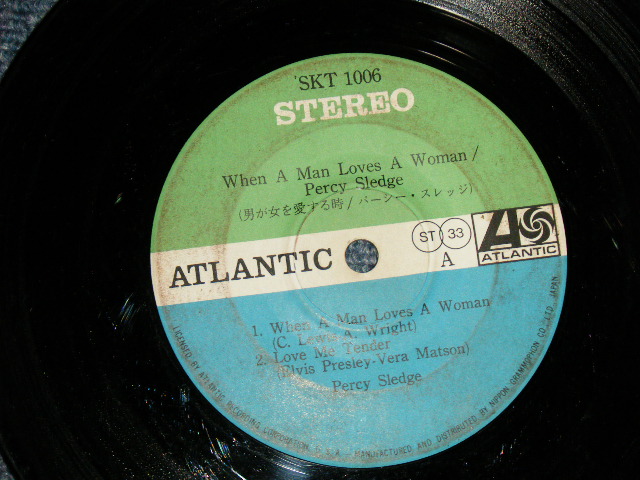 SKT 1006
STEREO
When A Man Loves A Woman /
Percy Sledge
(男が女を愛する時 / パーシー・スレッジ)
ATLANTIC
ST 33
A
ATLANTIC
1. When A Man Loves A Woman
(C. Lewis A. Wright)
2. Love Me Tender
(Elvis Presley-Vera Matson)
Percy Sledge
LICENSED BY ATLANTIC RECORDING CORPORATION, U.S.A. MANUFACTURED AND DISTRIBUTED BY NIPPON GRAMMOPHON CO., LTD., JAPAN